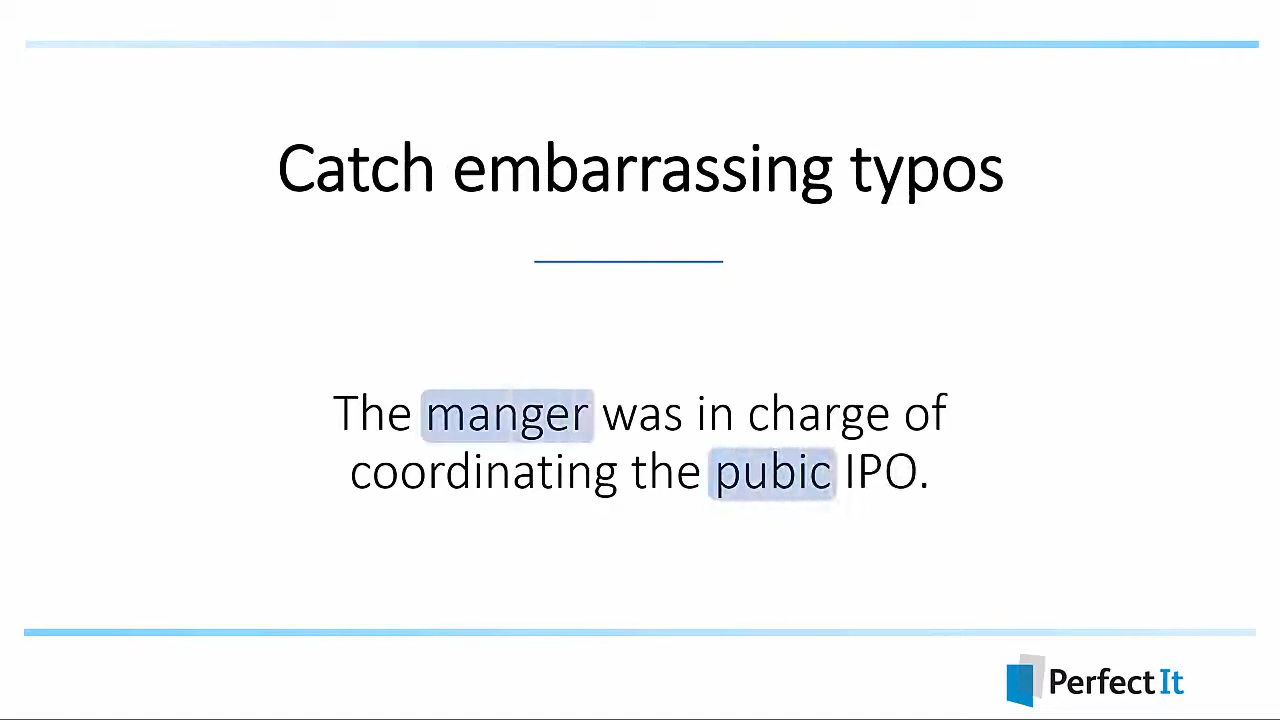 Catch embarrassing typos
The manger was in charge of
coordinating the pubic IPO.
PerfectIt